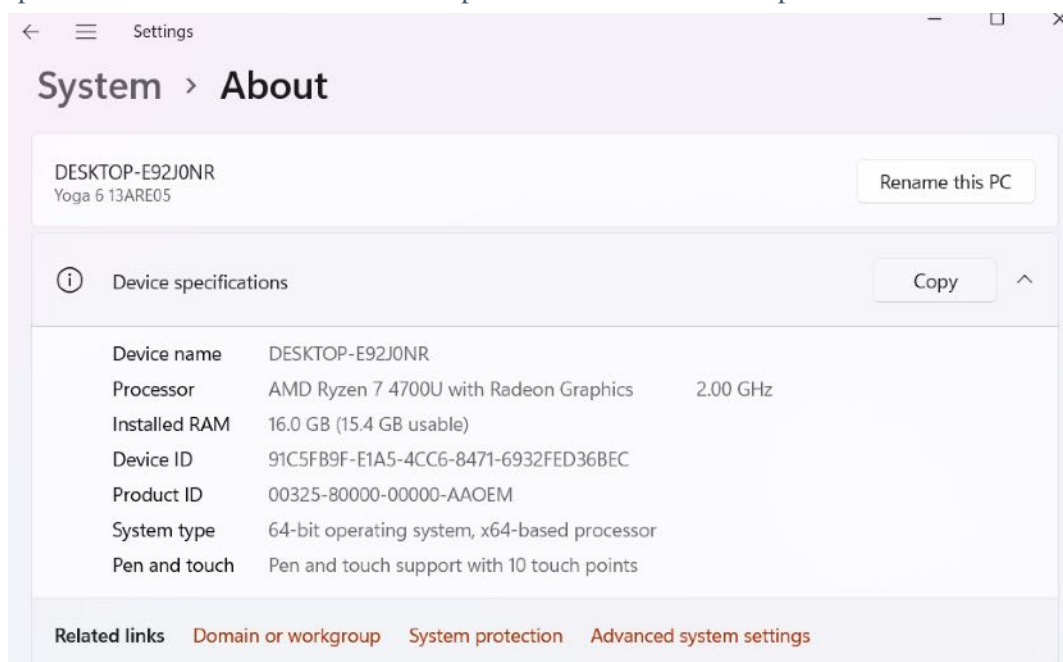 Settings
System > About
DESKTOP-E92J0NR
Yoga 6 13ARE05
Rename this PC
Device specifications
Copy
Device name DESKTOP-E92J0NR
Processor AMD Ryzen 7 4700U with Radeon Graphics 2.00 GHz
Installed RAM 16.0 GB (15.4 GB usable)
Device ID 91C5FB9F-E1A5-4CC6-8471-6932FED36BEC
Product ID 00325-80000-00000-AAOEM
System type 64-bit operating system, x64-based processor
Pen and touch Pen and touch support with 10 touch points
Related links Domain or workgroup System protection Advanced system settings